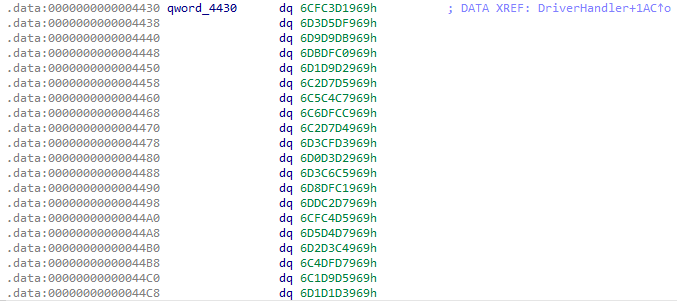 .data:0000000000004430 qword_4430 dq 6CFC3D1969h ; DATA XREF: DriverHandler+1AC↑o
.data:0000000000004438 dq 6D3D5DF969h
.data:0000000000004440 dq 6D9D9DB969h
.data:0000000000004448 dq 6DBDFC0969h
.data:0000000000004450 dq 6D1D9D2969h
.data:0000000000004458 dq 6C2D7D5969h
.data:0000000000004460 dq 6C5C4C7969h
.data:0000000000004468 dq 6C6DFCC969h
.data:0000000000004470 dq 6C2D7D4969h
.data:0000000000004478 dq 6D3CFD3969h
.data:0000000000004480 dq 6D0D3D2969h
.data:0000000000004488 dq 6D3C6C5969h
.data:0000000000004490 dq 6D8DFC1969h
.data:0000000000004498 dq 6DDC2D7969h
.data:00000000000044A0 dq 6CFC4D5969h
.data:00000000000044A8 dq 6D5D4D7969h
.data:00000000000044B0 dq 6D2D3C4969h
.data:00000000000044B8 dq 6C4DFD7969h
.data:00000000000044C0 dq 6C1D9D5969h
.data:00000000000044C8 dq 6D1D1D3969h